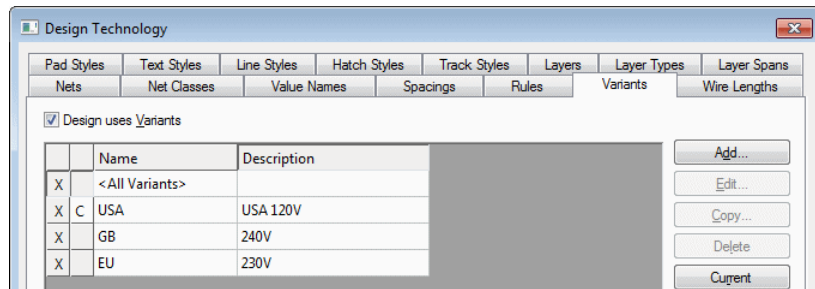 Design Technology
Pad Styles Text Styles Line Styles Hatch Styles Track Styles Layers Layer Types Layer Spans
Nets Net Classes Value Names Spacings Rules Variants Wire Lengths
Design uses Variants
Name Description Add...
X <All Variants> Edit...
X C USA USA 120V Copy...
X GB 240V Delete
X EU 230V Current